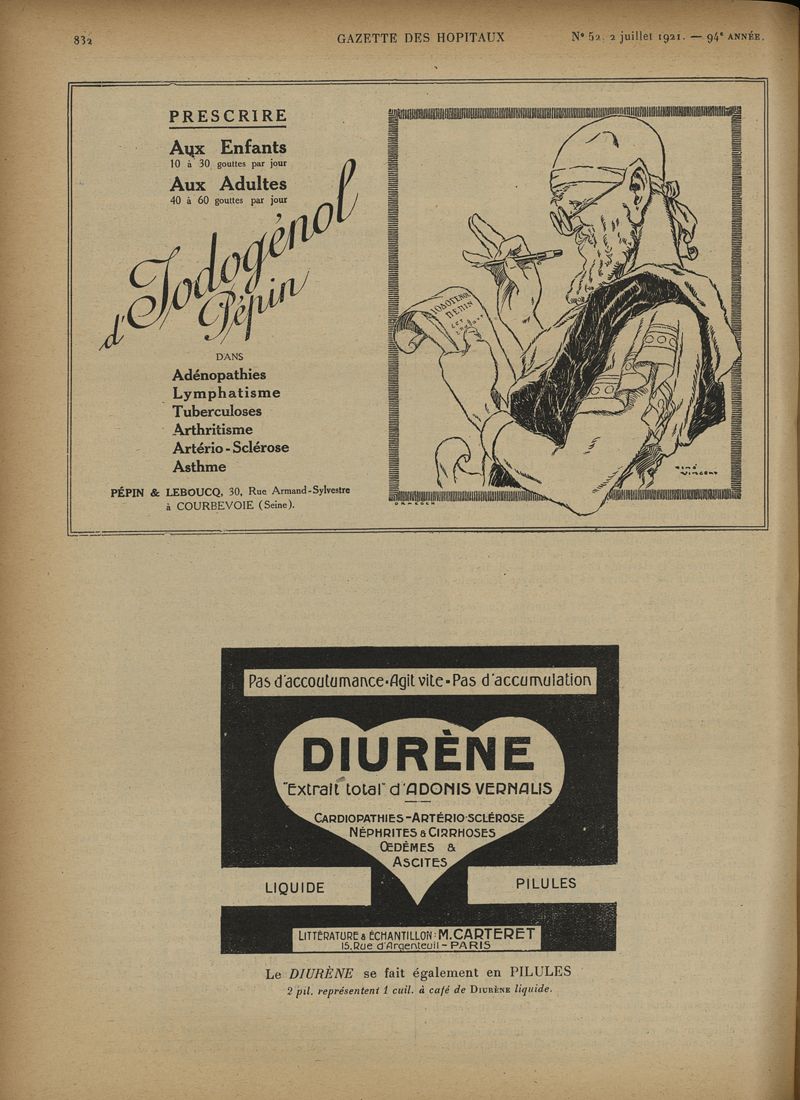 832
GAZETTE DES HOPITAUX
N° 52. 2 juillet 1921. — 94e ANNÉE.
PRESCRIRE
Aux Enfants
10 à 30 gouttes par jour
Aux Adultes
40 à 60 gouttes par jour
d'Iodogénol
Pépin
DANS
Adénopathies
Lymphatisme
Tuberculoses
Arthritisme
Artério-Sclérose
Asthme
PÉPIN & LEBOUCQ, 30, Rue Armand-Sylvestre
à COURBEVOIE (Seine).
PEPIN
René
Vincent
DRAEGER
Pas d'accoutumance-Agit vite-Pas d'accumulation
DIURÈNE
"Extrait total" d'ADONIS VERNALIS
CARDIOPATHIES-ARTÉRIO-SCLÉROSE
NÉPHRITES & CIRRHOSES
ŒDÈMES &
ASCITES
LIQUIDE
PILULES
LITTÉRATURE & ÉCHANTILLON: M. CARTERET
15, Rue d'Argenteuil - PARIS
Le DIURÈNE se fait également en PILULES
2 pil. représentent 1 cuil. à café de DIURÈNE liquide.